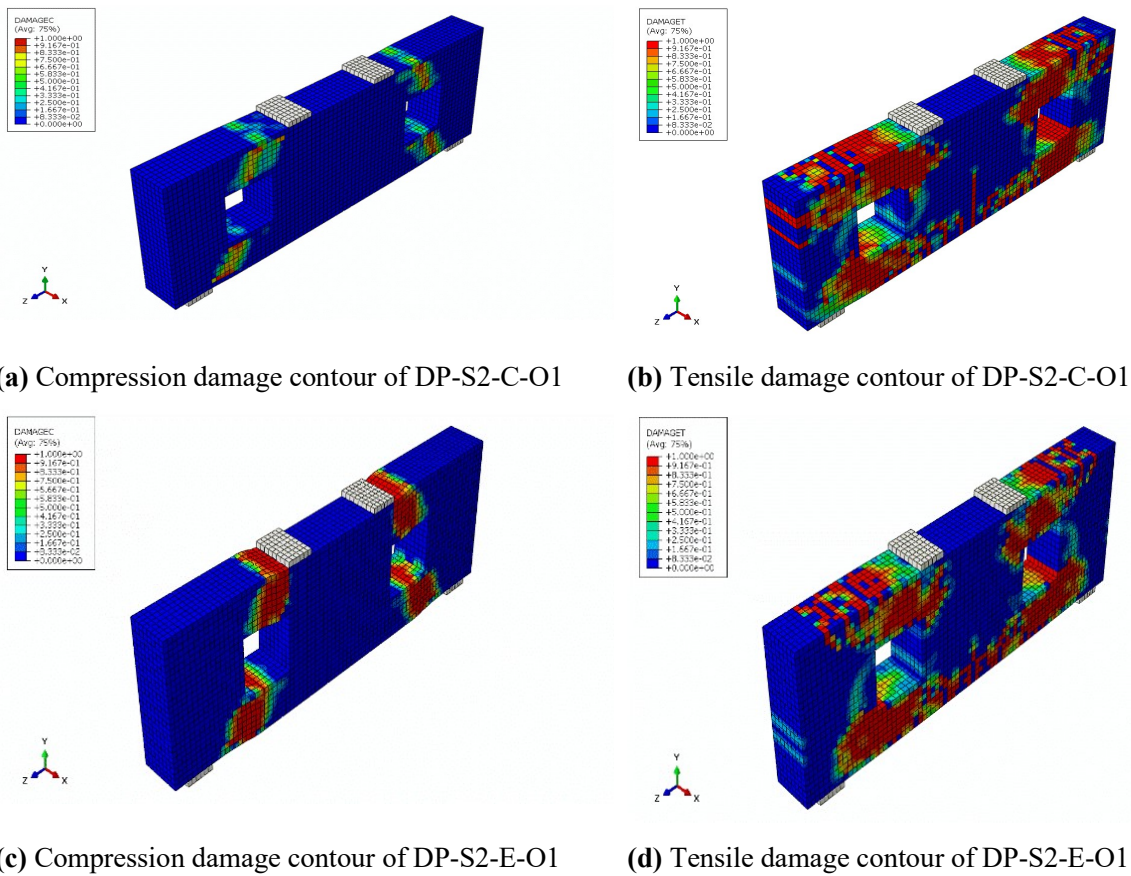 DAMAGEC
(Avg: 75%)
+1.000e+00
+9.167e-01
+8.333e-01
+7.500e-01
+6.667e-01
+5.833e-01
+5.000e-01
+4.167e-01
+3.333e-01
+2.500e-01
+1.667e-01
+8.333e-02
+0.000e+00
Y
Z X
DAMAGET
(Avg: 75%)
+1.000e+00
+9.167e-01
+8.333e-01
+7.500e-01
+6.667e-01
+5.833e-01
+5.000e-01
+4.167e-01
+3.333e-01
+2.500e-01
+1.667e-01
+8.333e-02
+0.000e+00
Y
Z X
(a) Compression damage contour of DP-S2-C-O1
(b) Tensile damage contour of DP-S2-C-O1
DAMAGEC
(Avg: 75%)
+1.000e+00
+9.167e-01
+8.333e-01
+7.500e-01
+6.667e-01
+5.833e-01
+5.000e-01
+4.167e-01
+3.333e-01
+2.500e-01
+1.667e-01
+8.333e-02
+0.000e+00
Y
Z X
DAMAGET
(Avg: 75%)
+1.000e+00
+9.167e-01
+8.333e-01
+7.500e-01
+6.667e-01
+5.833e-01
+5.000e-01
+4.167e-01
+3.333e-01
+2.500e-01
+1.667e-01
+8.333e-02
+0.000e+00
Y
Z X
(c) Compression damage contour of DP-S2-E-O1
(d) Tensile damage contour of DP-S2-E-O1